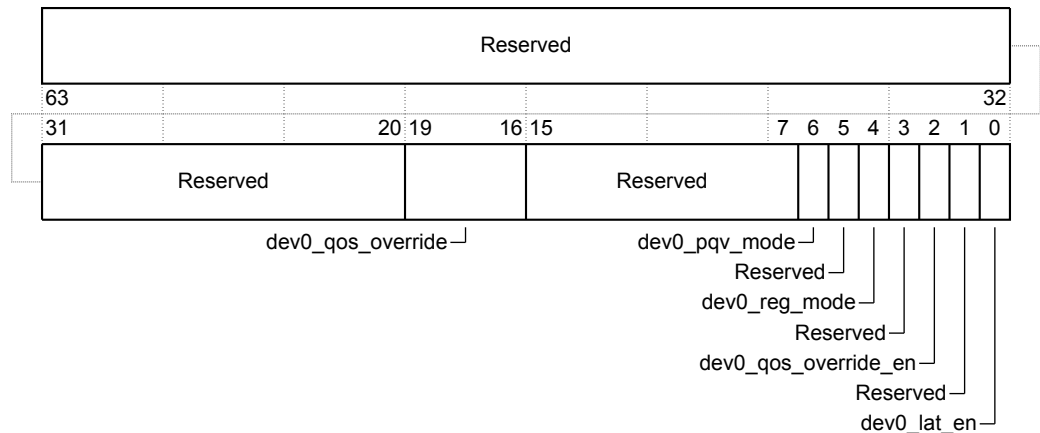 Reserved
63 32
31 20 19 16 15 7 6 5 4 3 2 1 0
Reserved Reserved
dev0_qos_override dev0_pqv_mode
Reserved
dev0_reg_mode
Reserved
dev0_qos_override_en
Reserved
dev0_lat_en